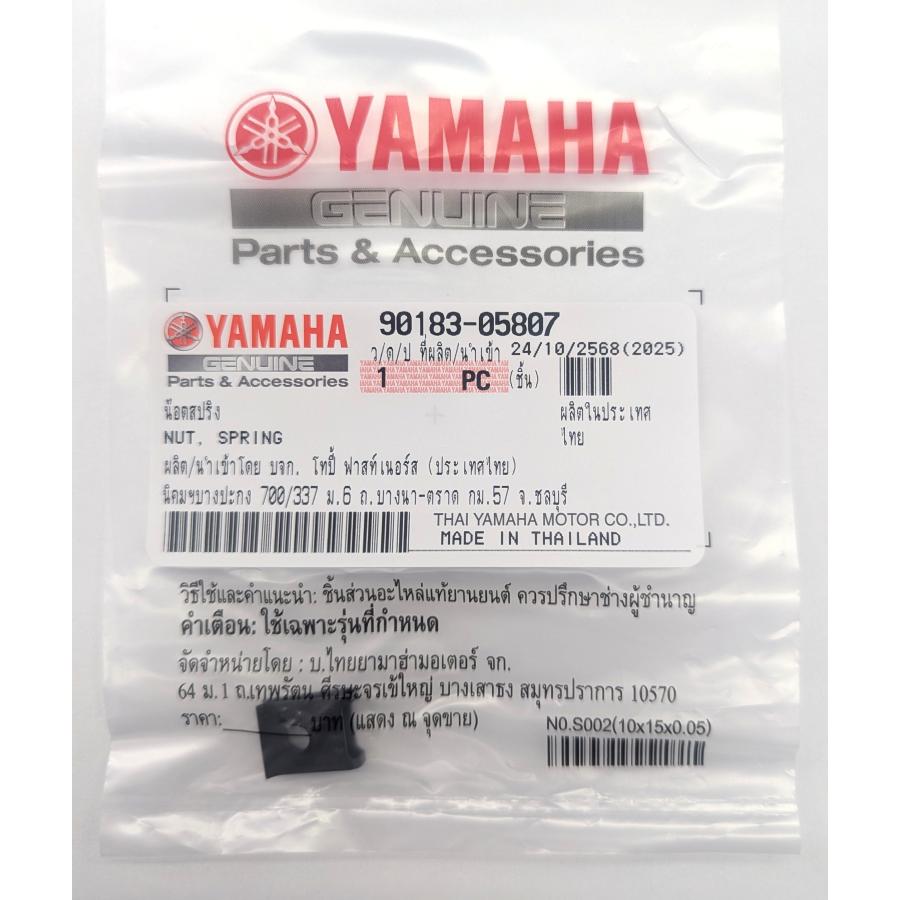 YAMAHA
GENUINE
Parts & Accessories
YAMAHA
GENUINE
Parts & Accessories
90183-05807
ว/ด/ป ที่ผลิต/นำเข้า 24/10/2568(2025)
1 PC (ชิ้น)
น๊อตสปริง
NUT, SPRING
ผลิตในประเทศ
ไทย
ผลิต/นำเข้าโดย บจก. โทปี้ ฟาสท์เนอร์ส (ประเทศไทย)
นิคมฯบางปะกง 700/337 ม.6 ถ.บางนา-ตราด กม.57 จ.ชลบุรี
THAI YAMAHA MOTOR CO.,LTD.
MADE IN THAILAND
วิธีใช้และคำแนะนำ: ชิ้นส่วนอะไหล่แท้ยานยนต์ ควรปรึกษาช่างผู้ชำนาญ
คำเตือน: ใช้เฉพาะรุ่นที่กำหนด
จัดจำหน่ายโดย : บ.ไทยยามาฮ่ามอเตอร์ จก.
64 ม.1 ถ.เทพรัตน ศีรษะจรเข้ใหญ่ บางเสาธง สมุทรปราการ 10570
ราคา: บาท (แสดง ณ จุดขาย)
N0.S002(10x15x0.05)